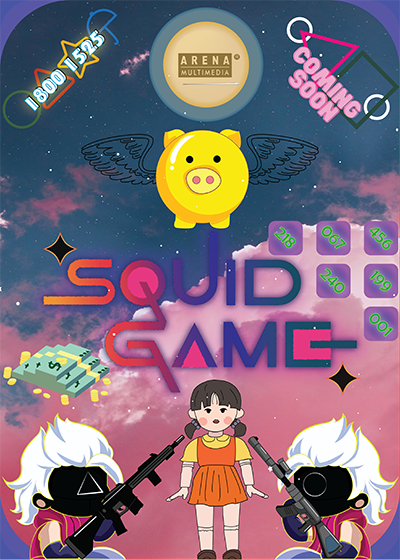 1800 1525
ARENA®
MULTIMEDIA
COMING
SOON
218 067 456
240 199
001
SQUID
GAME